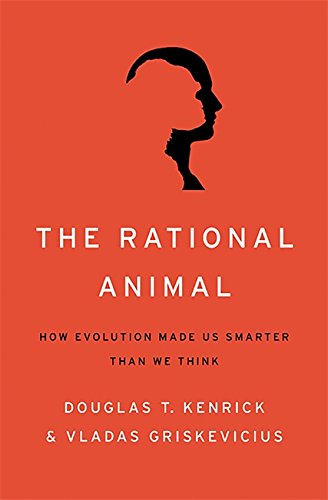 THE RATIONAL
ANIMAL
HOW EVOLUTION MADE US SMARTER
THAN WE THINK
DOUGLAS T. KENRICK
& VLADAS GRISKEVICIUS